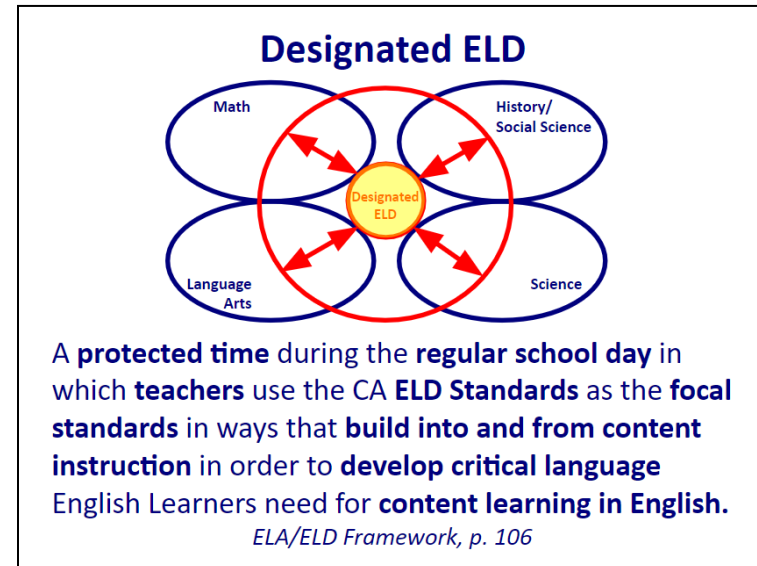 Designated ELD
Math
History/
Social Science
Designated
ELD
Language
Arts
Science
A protected time during the regular school day in
which teachers use the CA ELD Standards as the focal
standards in ways that build into and from content
instruction in order to develop critical language
English Learners need for content learning in English.
ELA/ELD Framework, p. 106